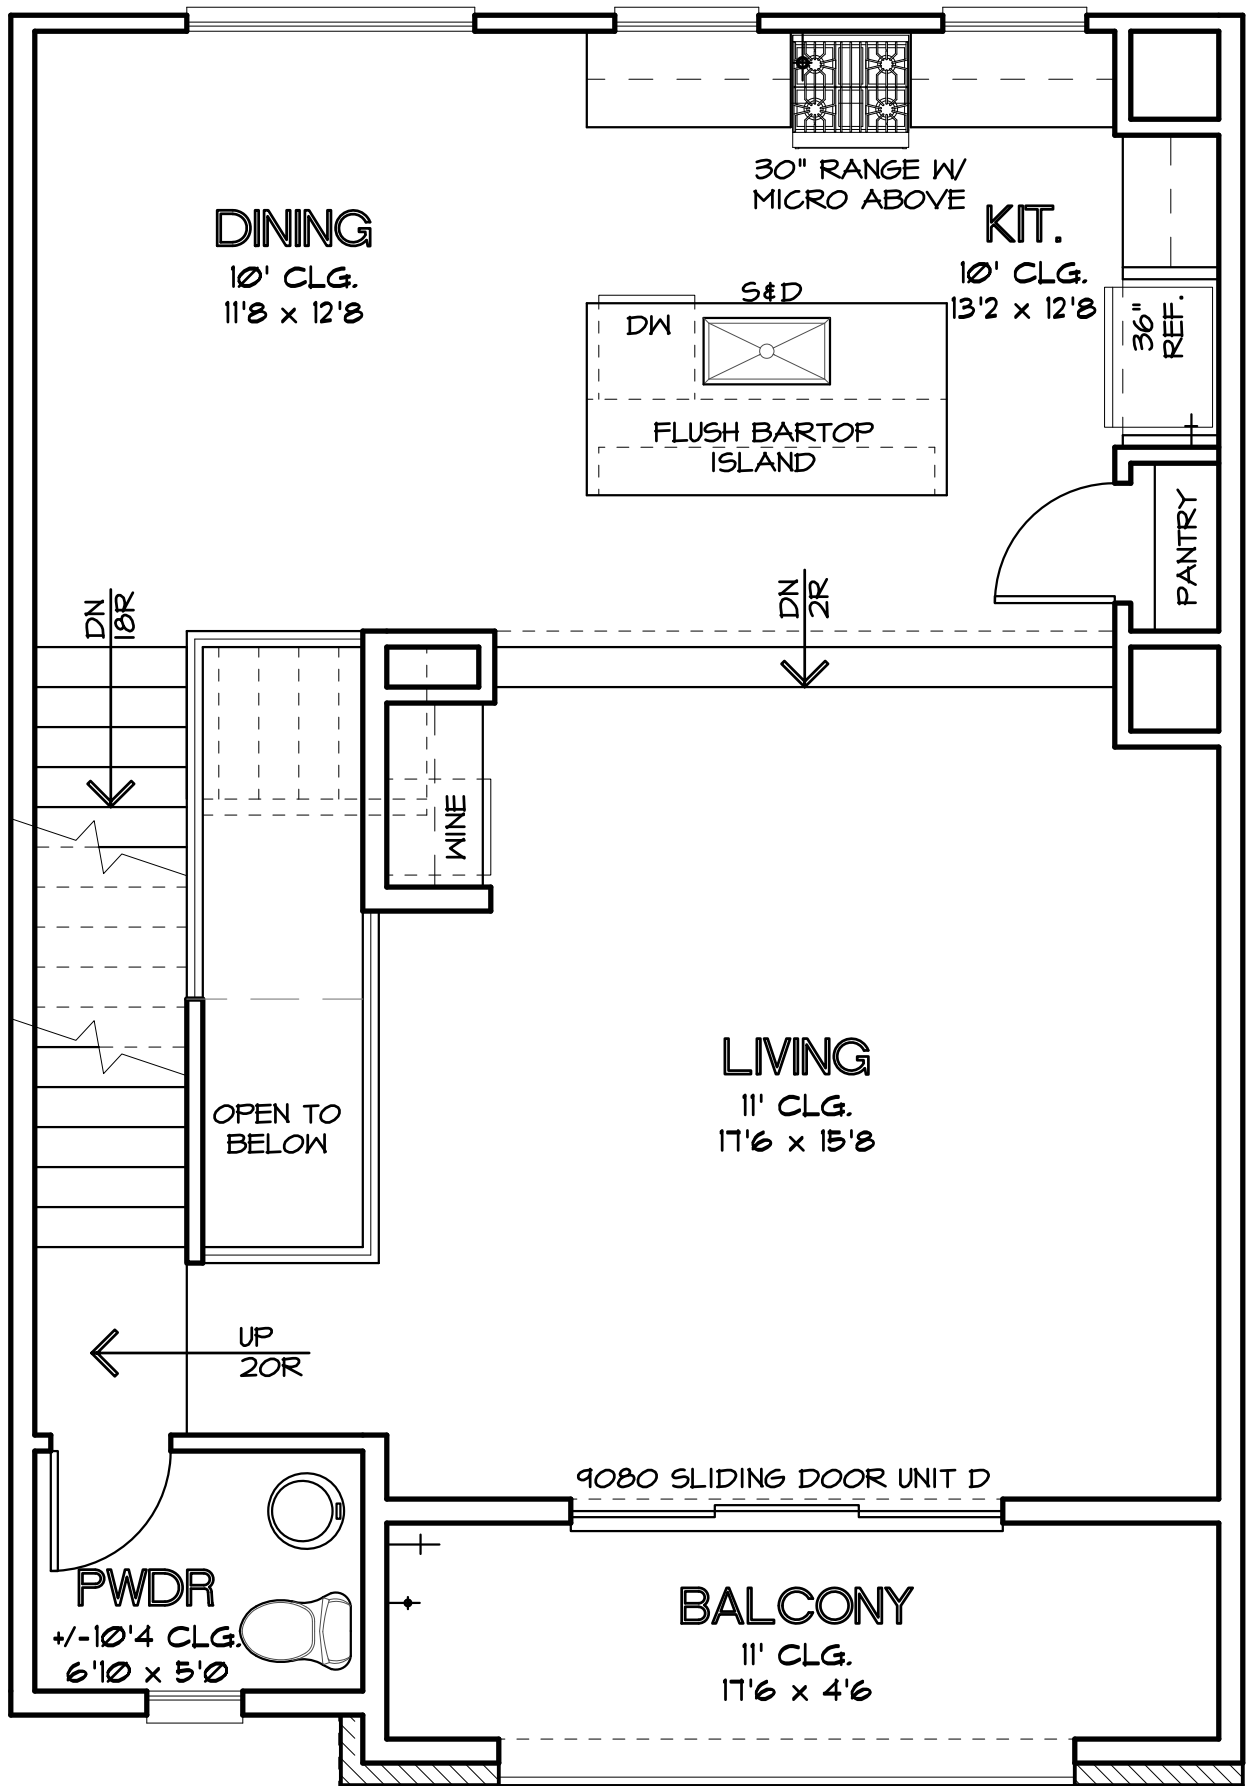 30" RANGE W/
MICRO ABOVE
DINING
10' CLG.
11'8 x 12'8
KIT.
10' CLG.
13'2 x 12'8
S&D
DW
36"
REF.
FLUSH BARTOP
ISLAND
PANTRY
DN
18R
DN
2R
WINE
LIVING
11' CLG.
17'6 x 15'8
OPEN TO
BELOW
UP
20R
9080 SLIDING DOOR UNIT D
PWDR
+/-10'4 CLG.
6'10 x 5'0
BALCONY
11' CLG.
17'6 x 4'6